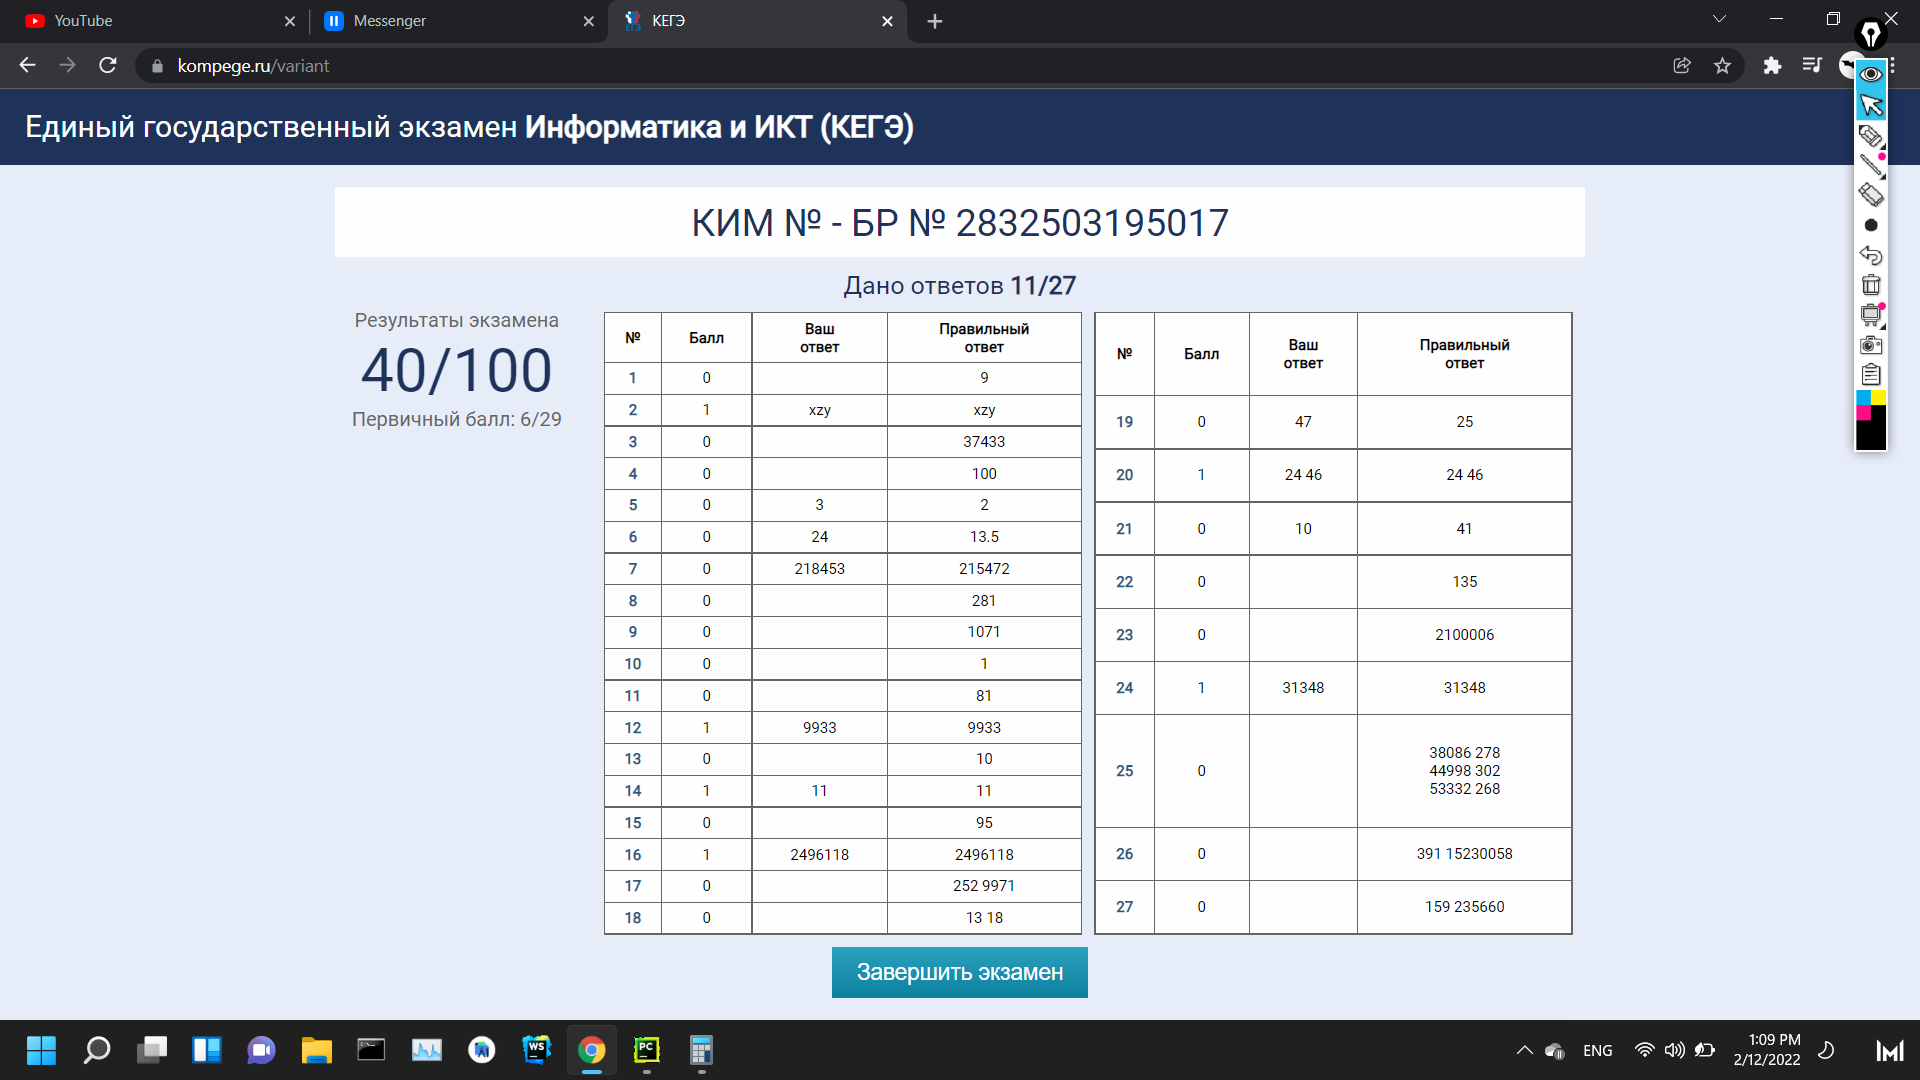 YouTube
Messenger
КЕГЭ
kompege.ru/variant
Единый государственный экзамен Информатика и ИКТ (КЕГЭ)
КИМ № - БР № 2832503195017
Дано ответов 11/27
Результаты экзамена
40/100
Первичный балл: 6/29
№ Балл Ваш ответ Правильный ответ
1 0 9
2 1 xzy xzy
3 0 37433
4 0 100
5 0 3 2
6 0 24 13.5
7 0 218453 215472
8 0 281
9 0 1071
10 0 1
11 0 81
12 1 9933 9933
13 0 10
14 1 11 11
15 0 95
16 1 2496118 2496118
17 0 252 9971
18 0 13 18
№ Балл Ваш ответ Правильный ответ
19 0 47 25
20 1 24 46 24 46
21 0 10 41
22 0 135
23 0 2100006
24 1 31348 31348
25 0 38086 278
44998 302
53332 268
26 0 391 15230058
27 0 159 235660
Завершить экзамен
WS
PC
ENG
1:09 PM
2/12/2022